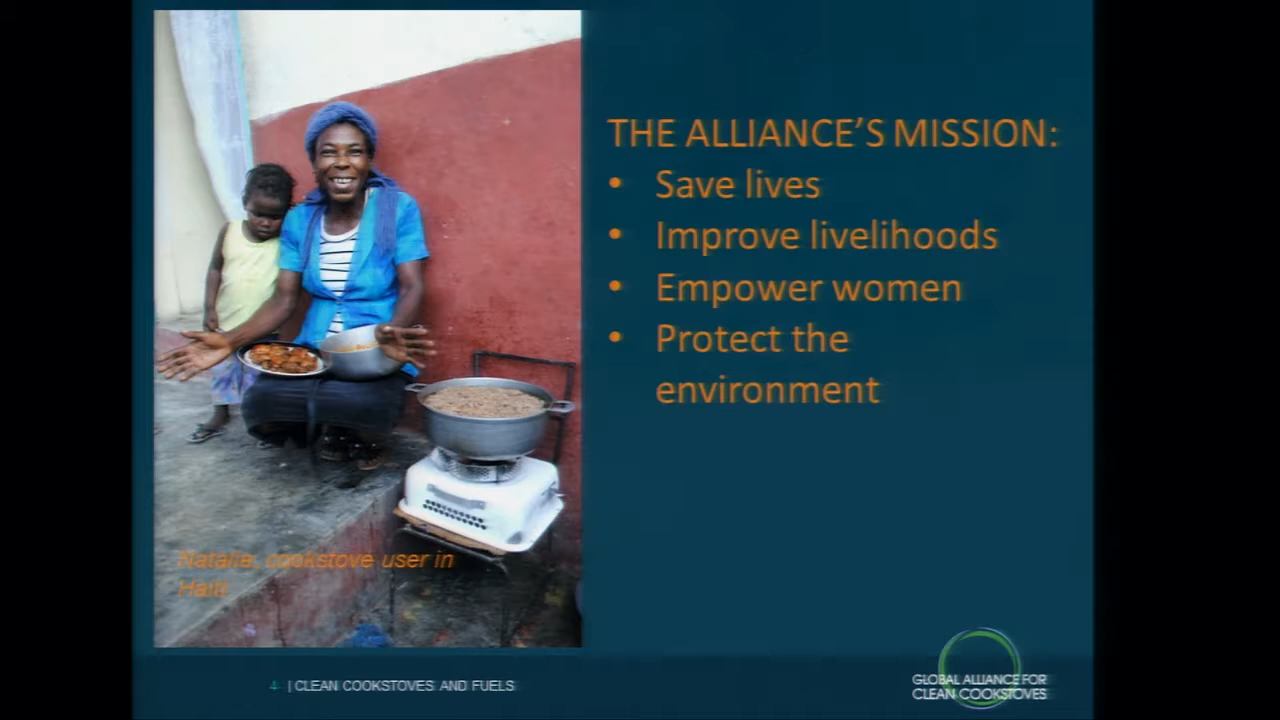 THE ALLIANCE'S MISSION:
• Save lives
• Improve livelihoods
• Empower women
• Protect the
environment
Natalie, cookstove user in
Haiti
4 | CLEAN COOKSTOVES AND FUELS
GLOBAL ALLIANCE FOR
CLEAN COOKSTOVES